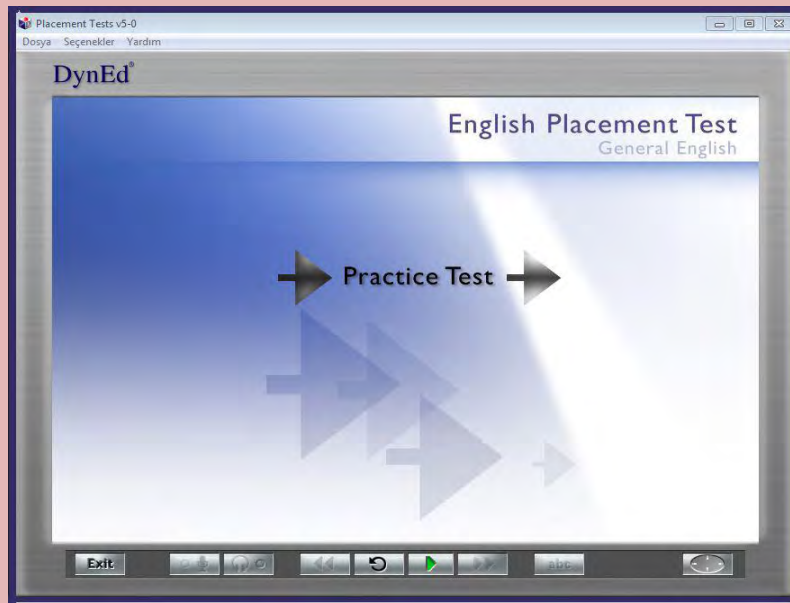 Placement Tests v5-0
Dosya Seçenekler Yardım
DynEd®
English Placement Test
General English
Practice Test
Exit
abc